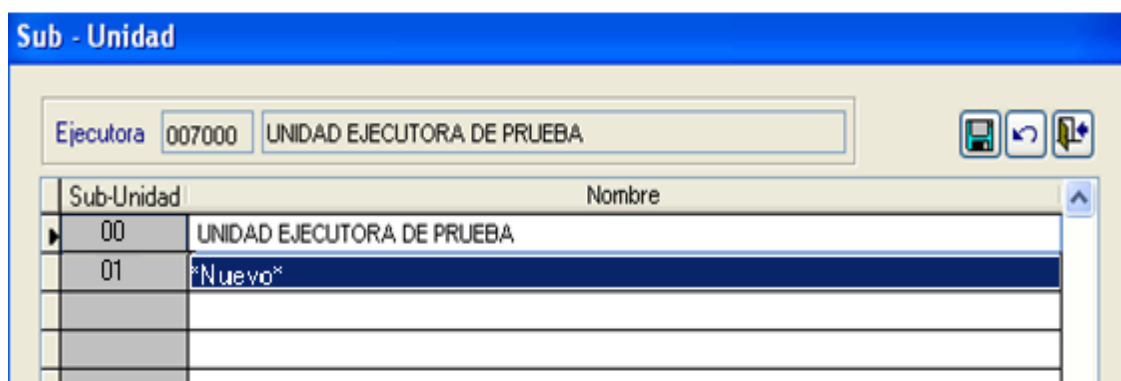 Sub - Unidad
Ejecutora 007000 UNIDAD EJECUTORA DE PRUEBA
Sub-Unidad Nombre
00 UNIDAD EJECUTORA DE PRUEBA
01 *Nuevo*